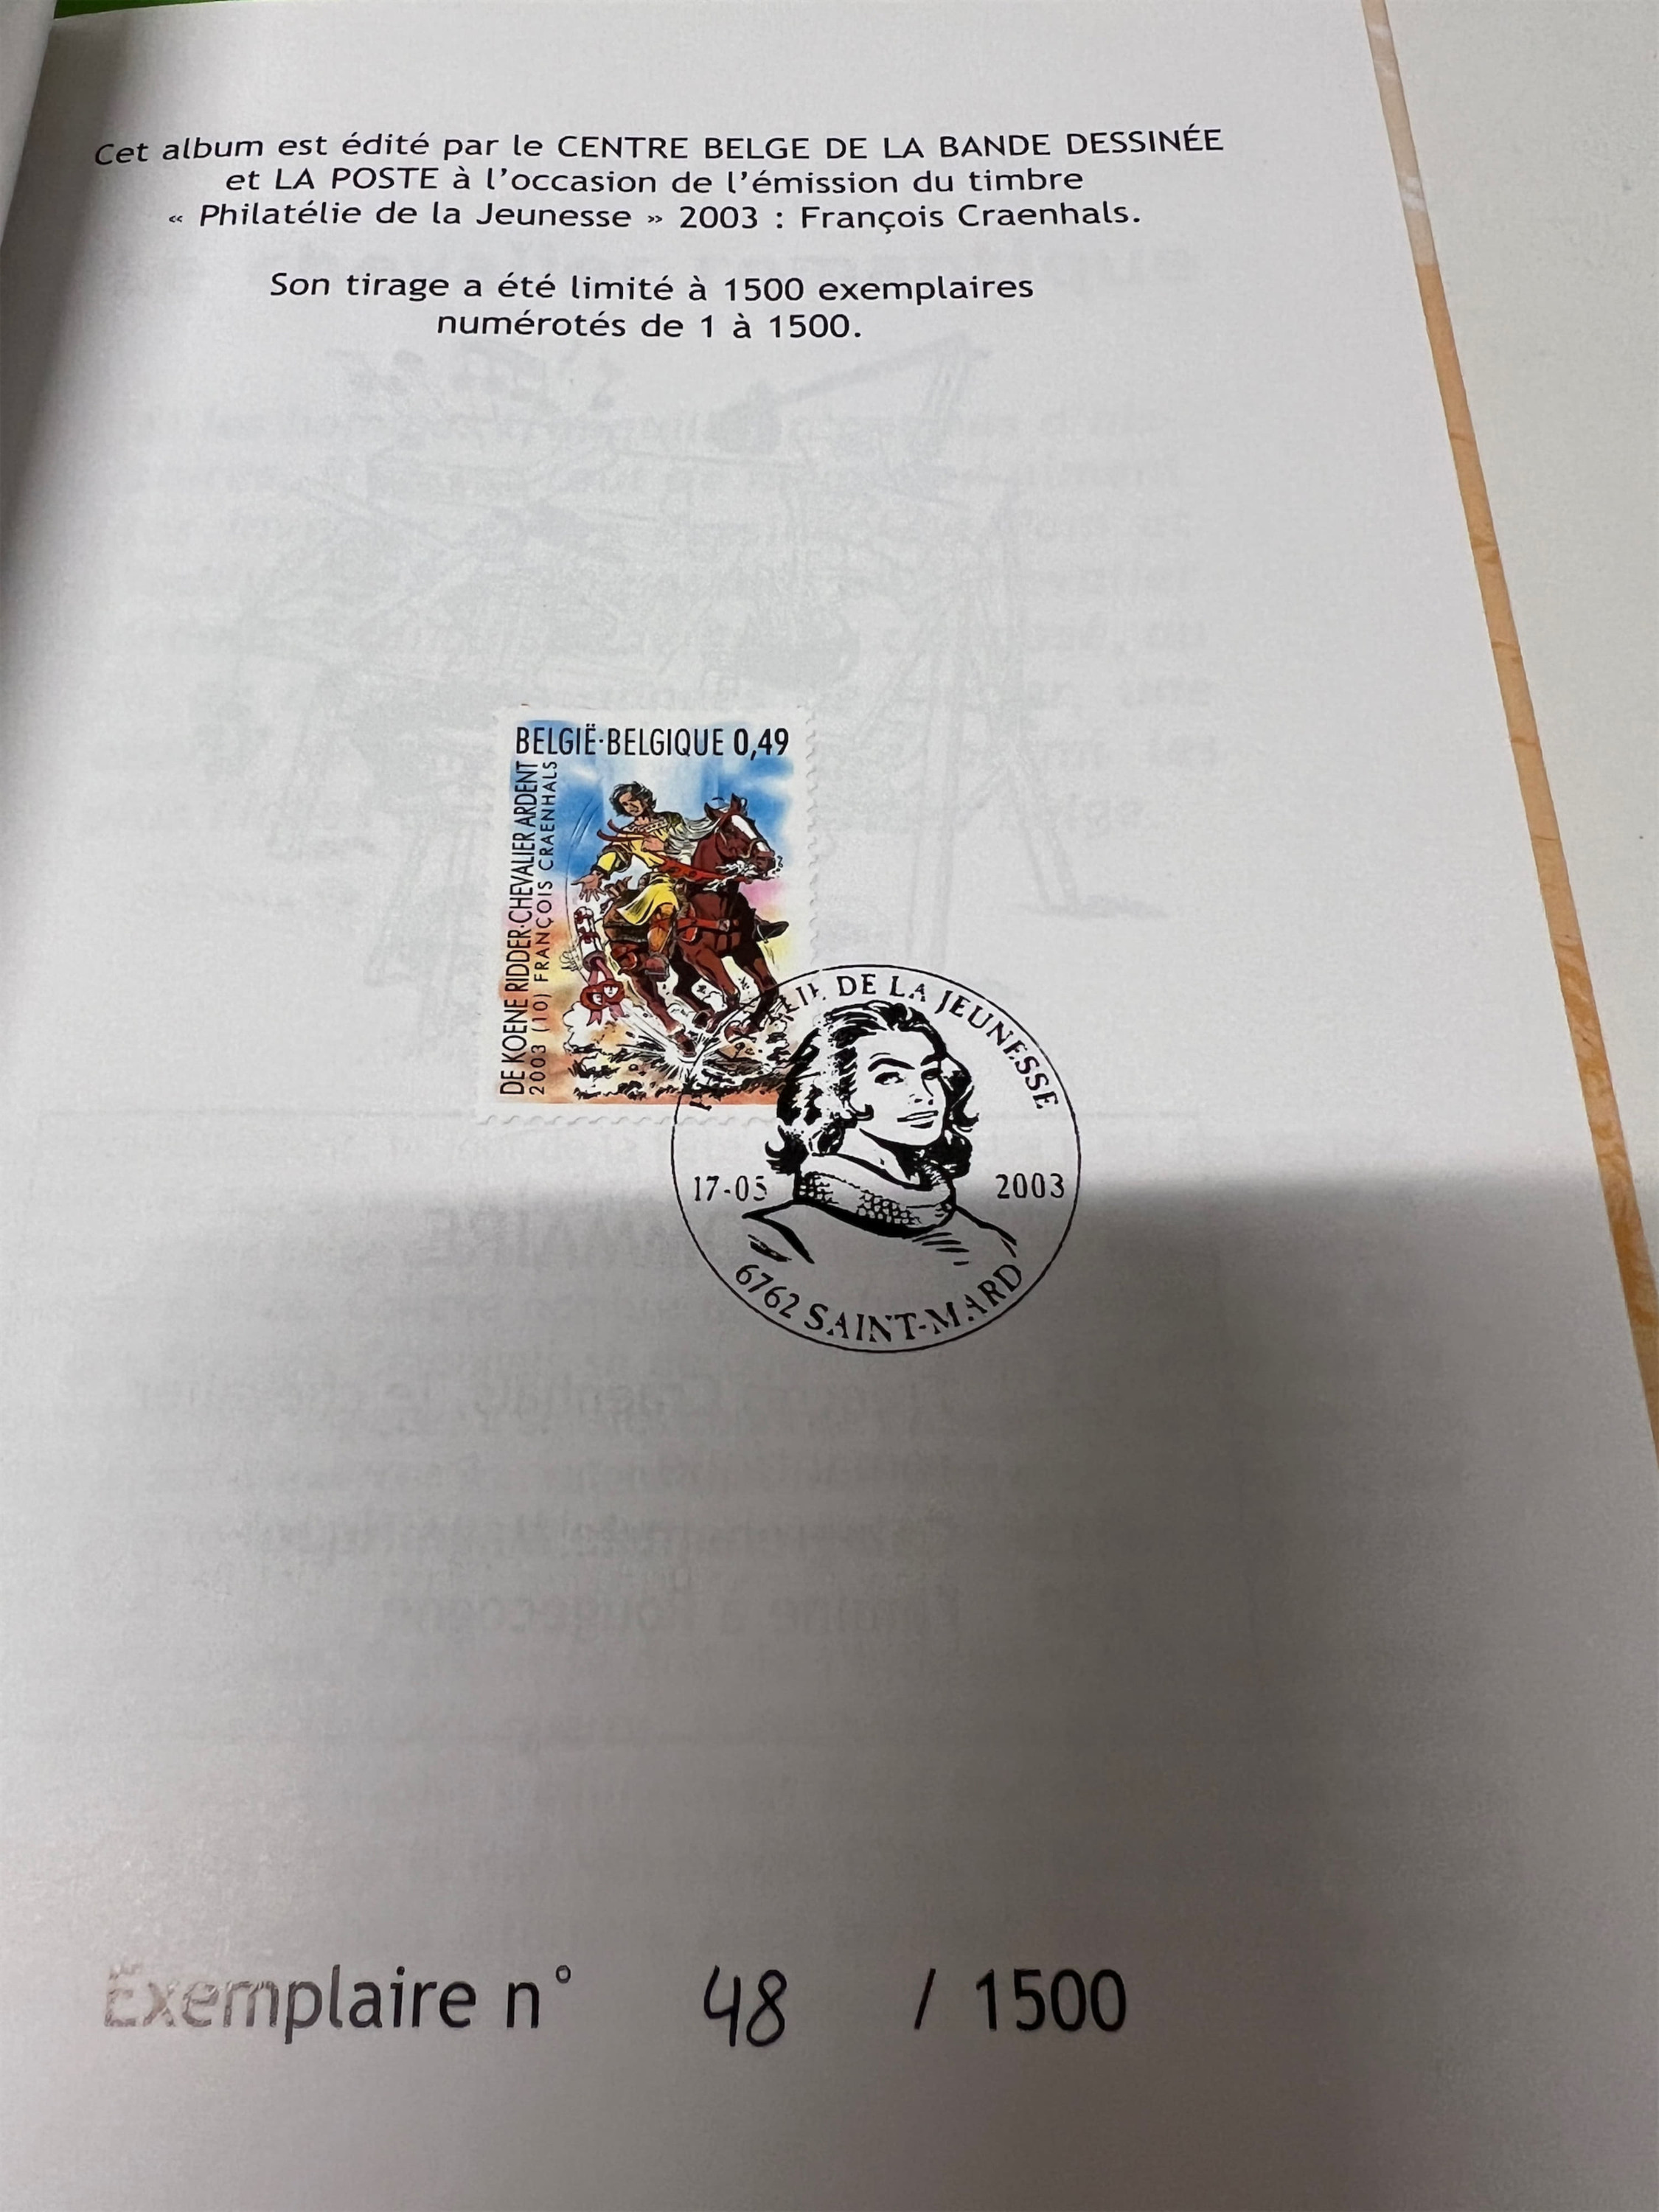 Cet album est édité par le CENTRE BELGE DE LA BANDE DESSINÉE
et LA POSTE à l'occasion de l'émission du timbre
« Philatélie de la Jeunesse » 2003 : François Craenhals.
Son tirage a été limité à 1500 exemplaires
numérotés de 1 à 1500.
BELGIË·BELGIQUE 0,49
DE KOENE RIDDER·CHEVALIER ARDENT
2003 (10) FRANÇOIS CRAENHALS
DE LA JEUNESSE
17-05 2003
6762 SAINT-MARD
Exemplaire n° 48 / 1500